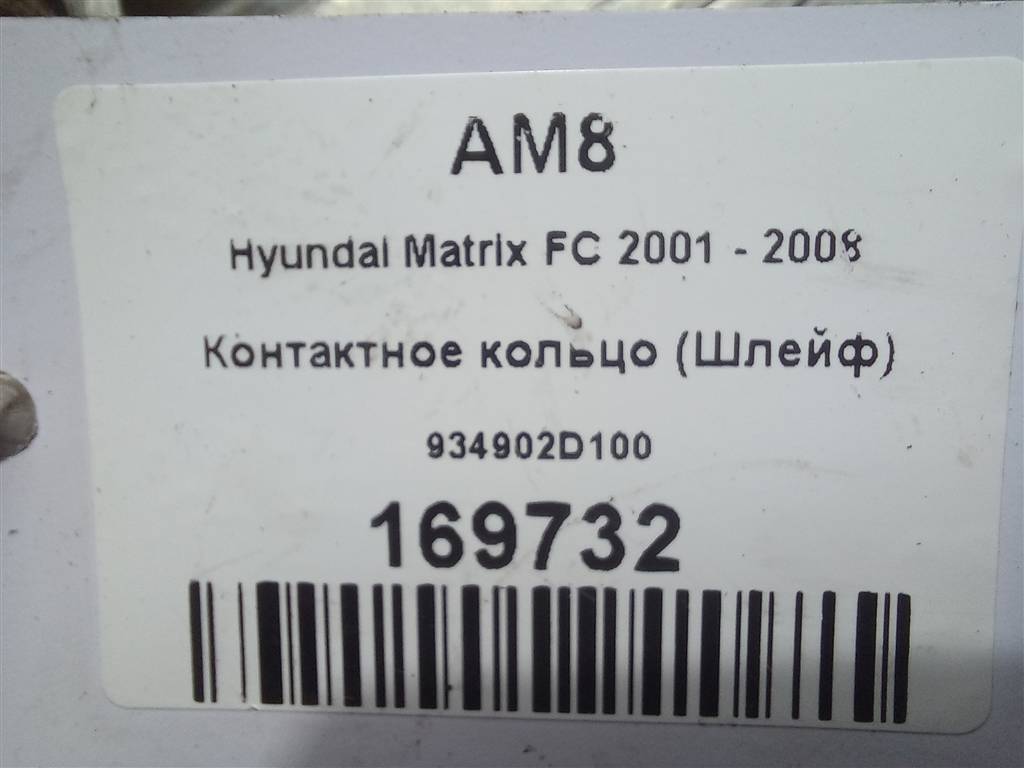 AM8
Hyundai Matrix FC 2001 - 2008
Контактное кольцо (Шлейф)
934902D100
169732